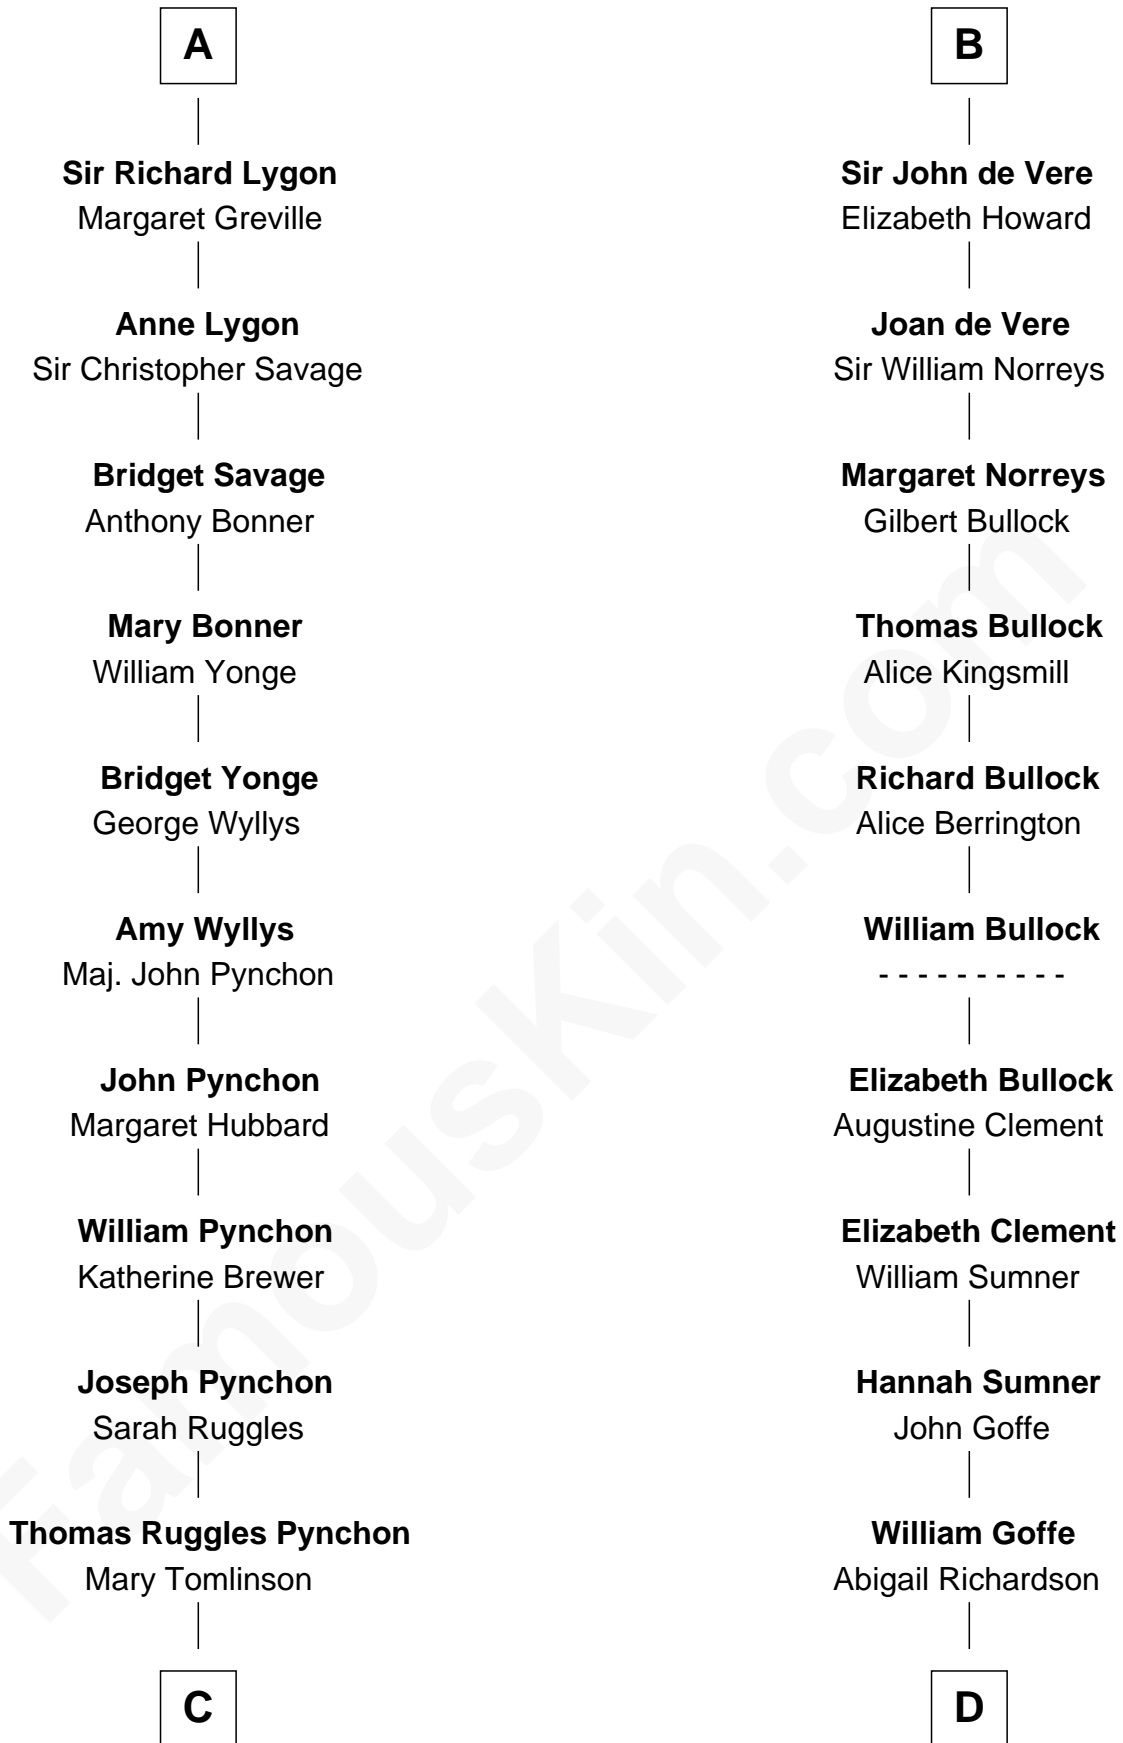 A
Sir Richard Lygon
Margaret Greville
Anne Lygon
Sir Christopher Savage
Bridget Savage
Anthony Bonner
Mary Bonner
William Yonge
Bridget Yonge
George Wyllys
Amy Wyllys
Maj. John Pynchon
John Pynchon
Margaret Hubbard
William Pynchon
Katherine Brewer
Joseph Pynchon
Sarah Ruggles
Thomas Ruggles Pynchon
Mary Tomlinson
C
B
Sir John de Vere
Elizabeth Howard
Joan de Vere
Sir William Norreys
Margaret Norreys
Gilbert Bullock
Thomas Bullock
Alice Kingsmill
Richard Bullock
Alice Berrington
William Bullock
- - - - - - - - - -
Elizabeth Bullock
Augustine Clement
Elizabeth Clement
William Sumner
Hannah Sumner
John Goffe
William Goffe
Abigail Richardson
D
FamousKin.com